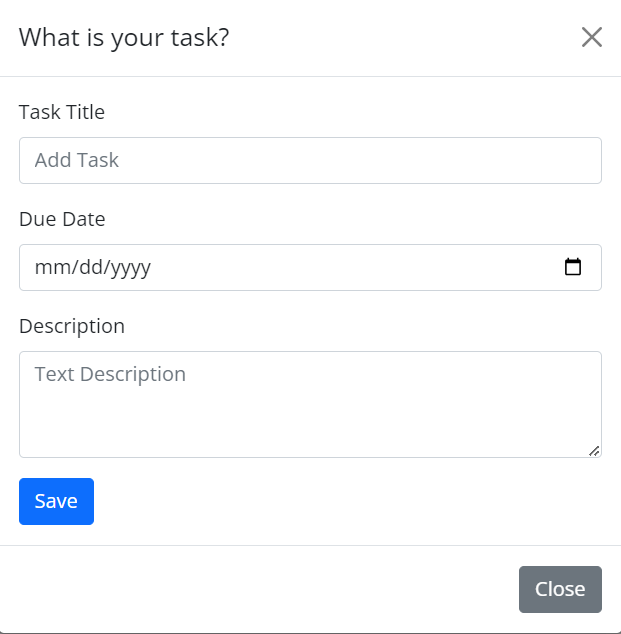 What is your task?
Task Title
Add Task
Due Date
mm/dd/yyyy
Description
Text Description
Save
Close